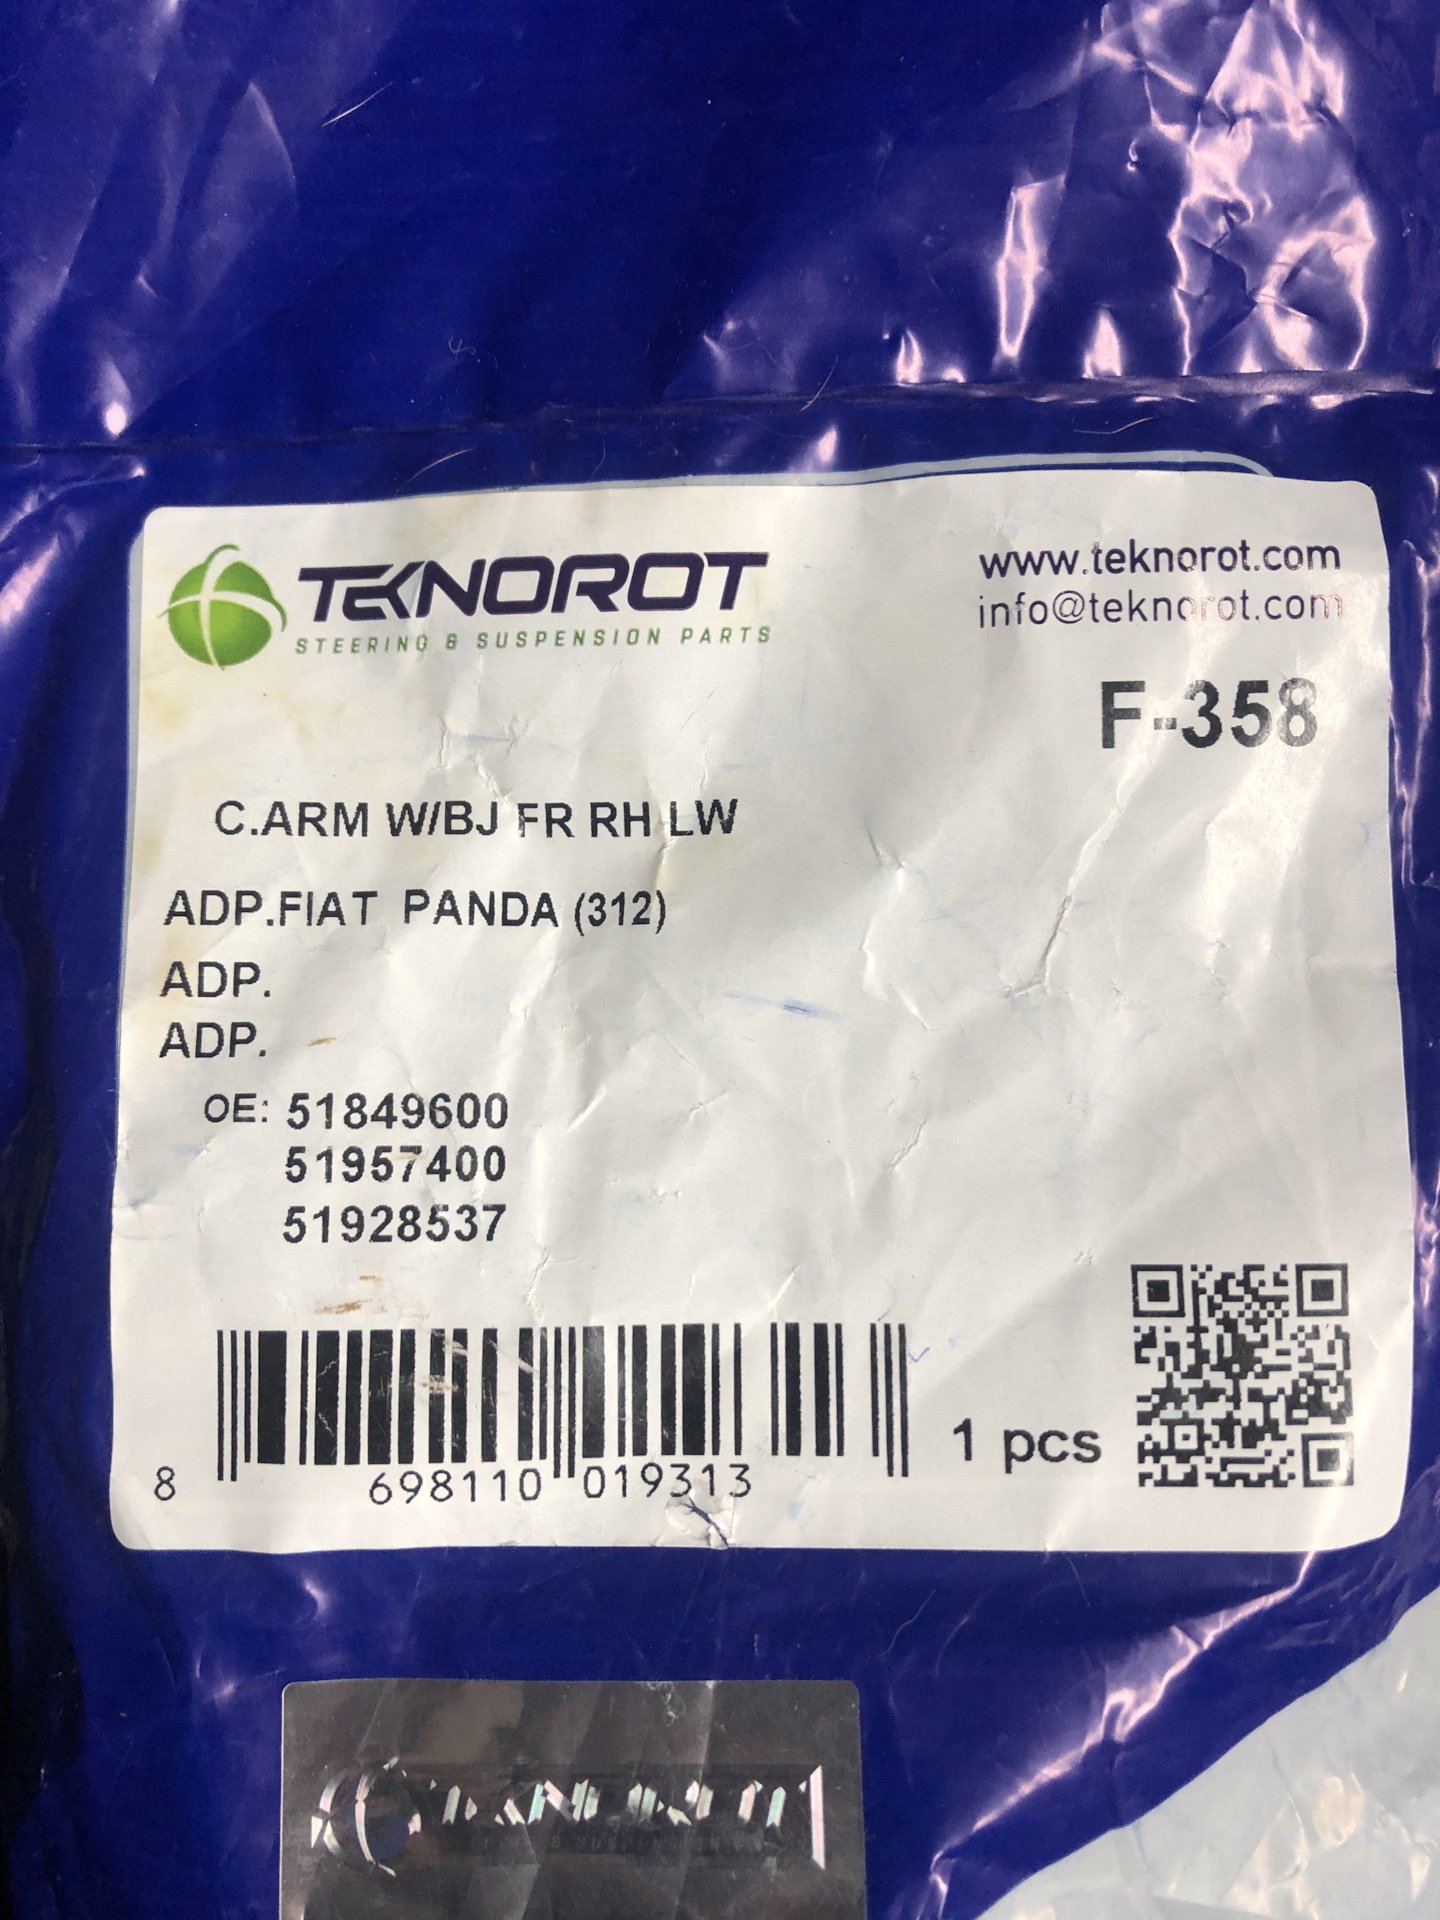 TEKNOROT
STEERING & SUSPENSION PARTS
www.teknorot.com
info@teknorot.com
F-358
C.ARM W/BJ FR RH LW
ADP.FIAT PANDA (312)
ADP.
ADP.
OE: 51849600
51957400
51928537
8 698110 019313
1 pcs
TEKNOROT